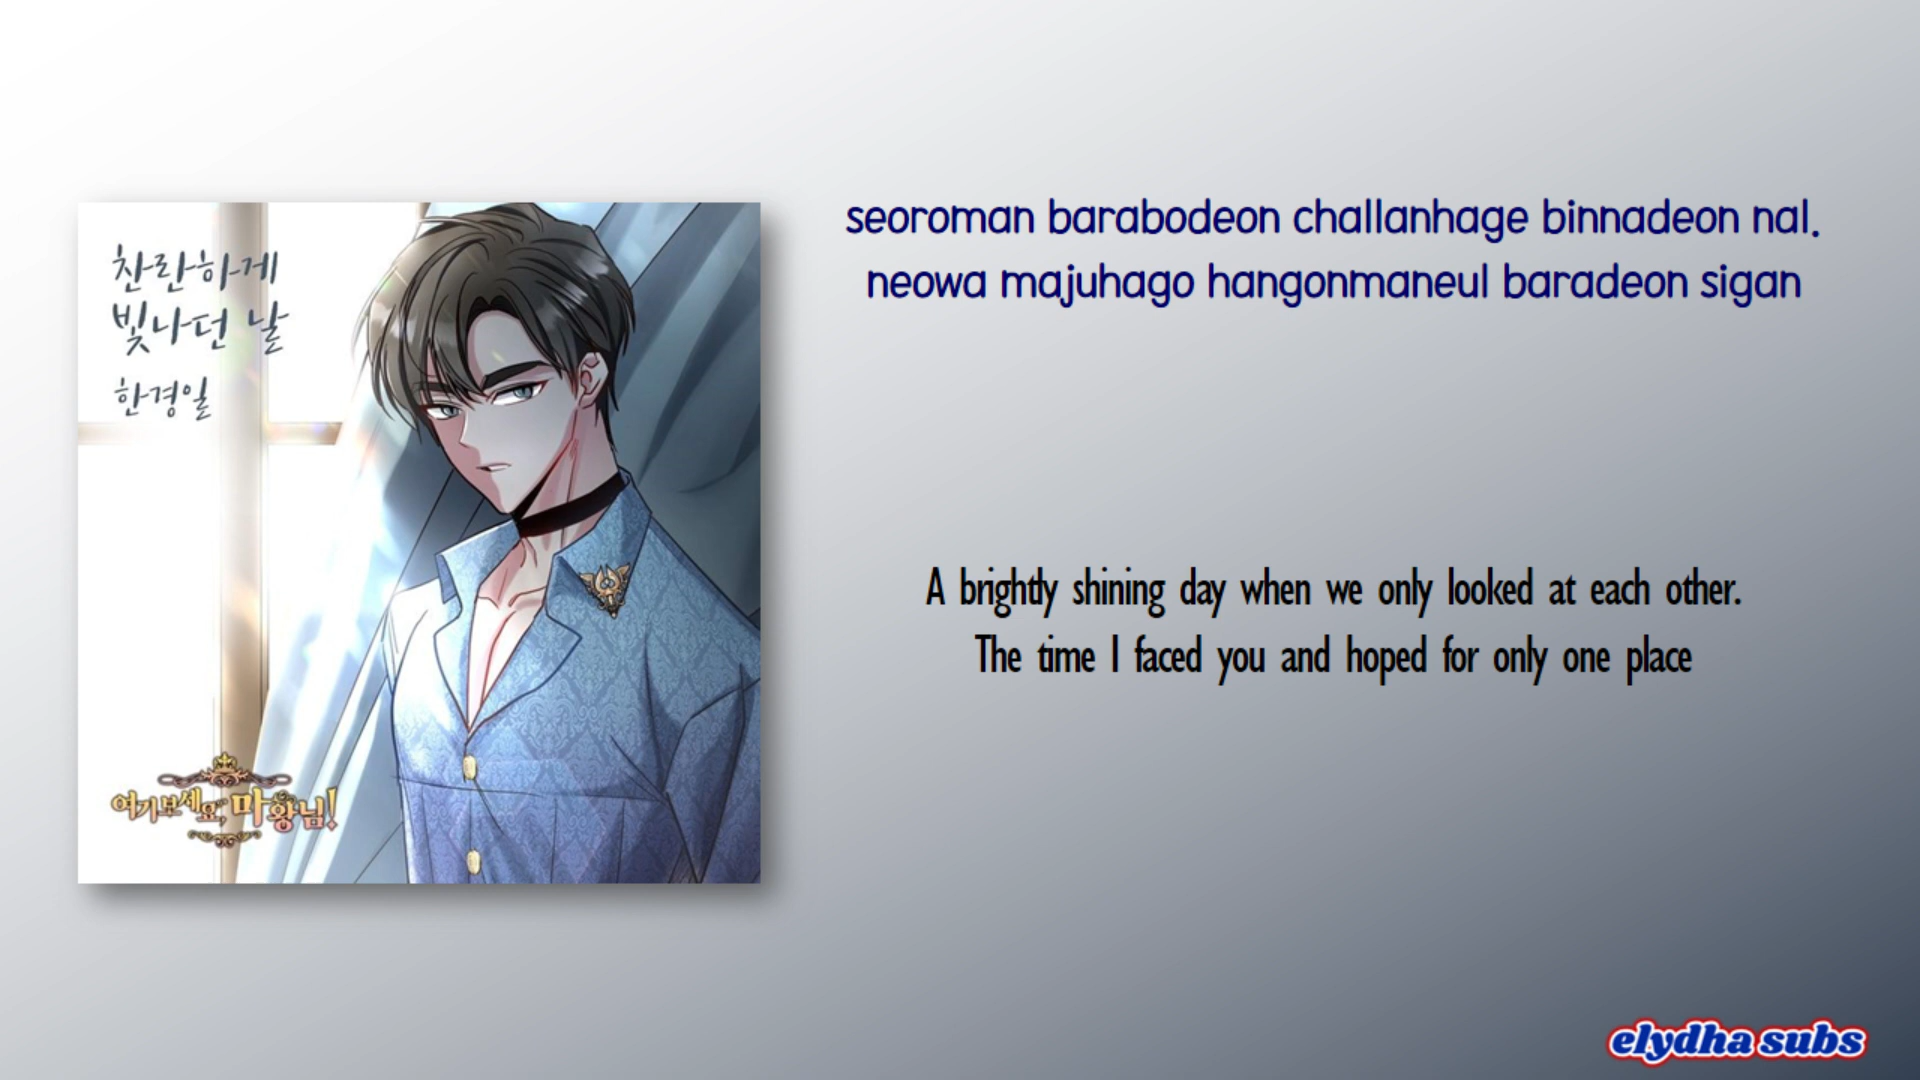 찬란하게
빛나던 날
한경일
여기보세요, 마왕님!
seoroman barabodeon challanhage binnadeon nal.
neowa majuhago hangonmaneul baradeon sigan
A brightly shining day when we only looked at each other.
The time I faced you and hoped for only one place
elydha subs